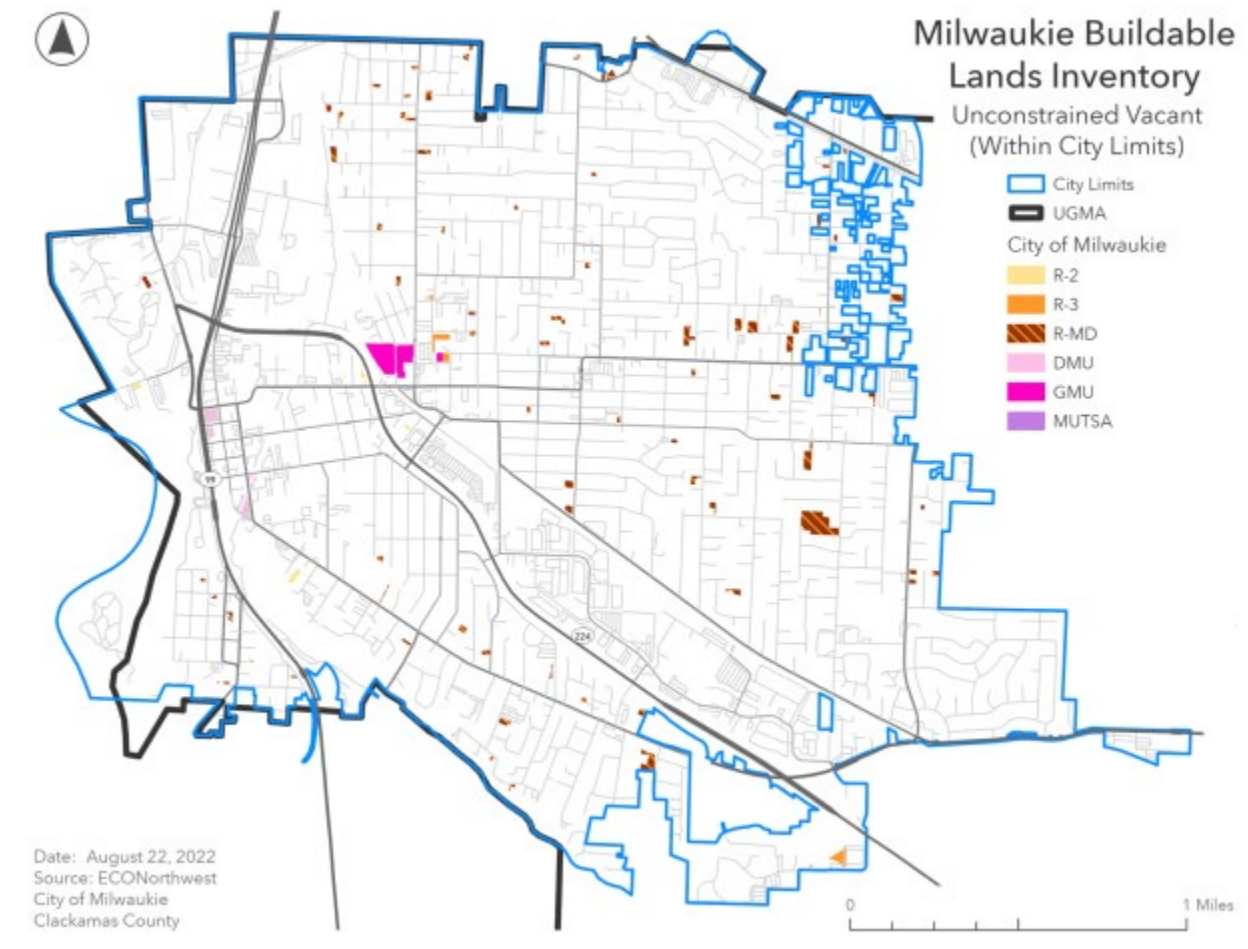 Milwaukie Buildable
Lands Inventory
Unconstrained Vacant
(Within City Limits)
City Limits
UGMA
City of Milwaukie
R-2
R-3
R-MD
DMU
GMU
MUTSA
99
224
Date: August 22, 2022
Source: ECONorthwest
City of Milwaukie
Clackamas County
0 1 Miles